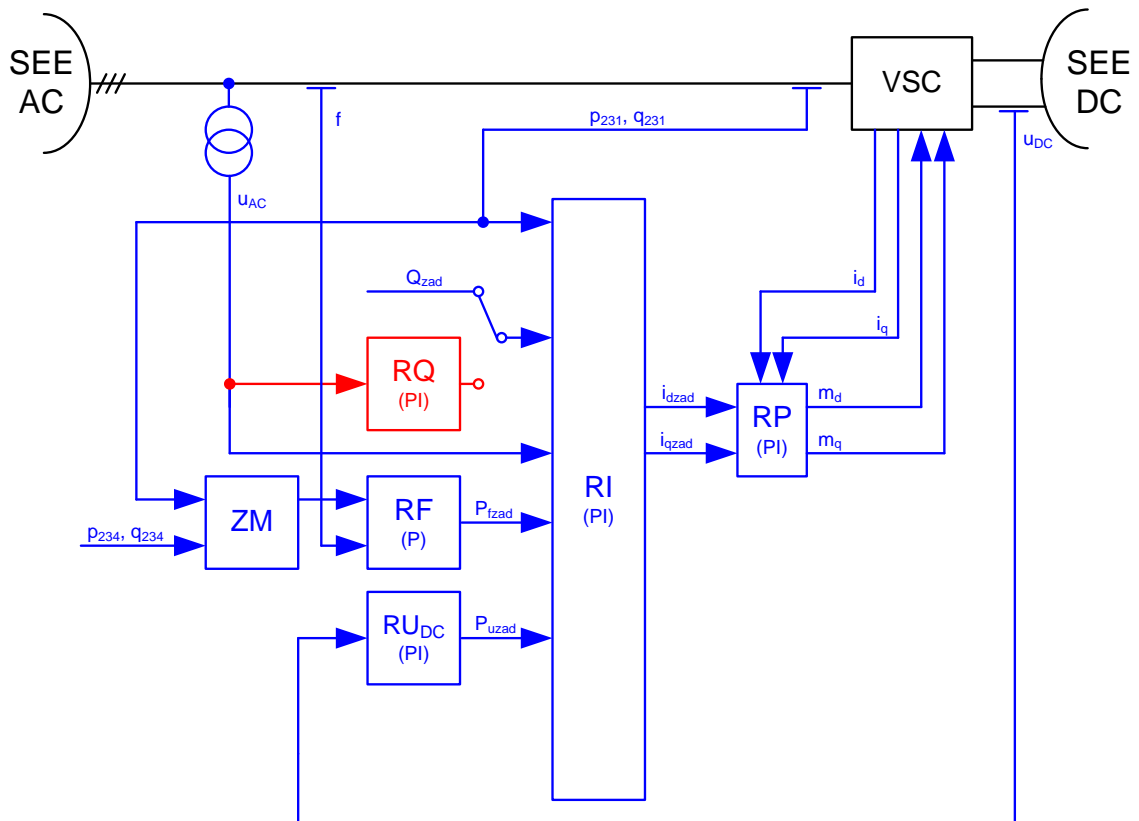 SEE
AC
VSC
SEE
DC
f
p231, q231
uDC
uAC
Qzad
id
iq
RQ
(PI)
idzad
iqzad
RP
(PI)
md
mq
ZM
RF
(P)
Pfzad
RI
(PI)
p234, q234
RUDC
(PI)
Puzad